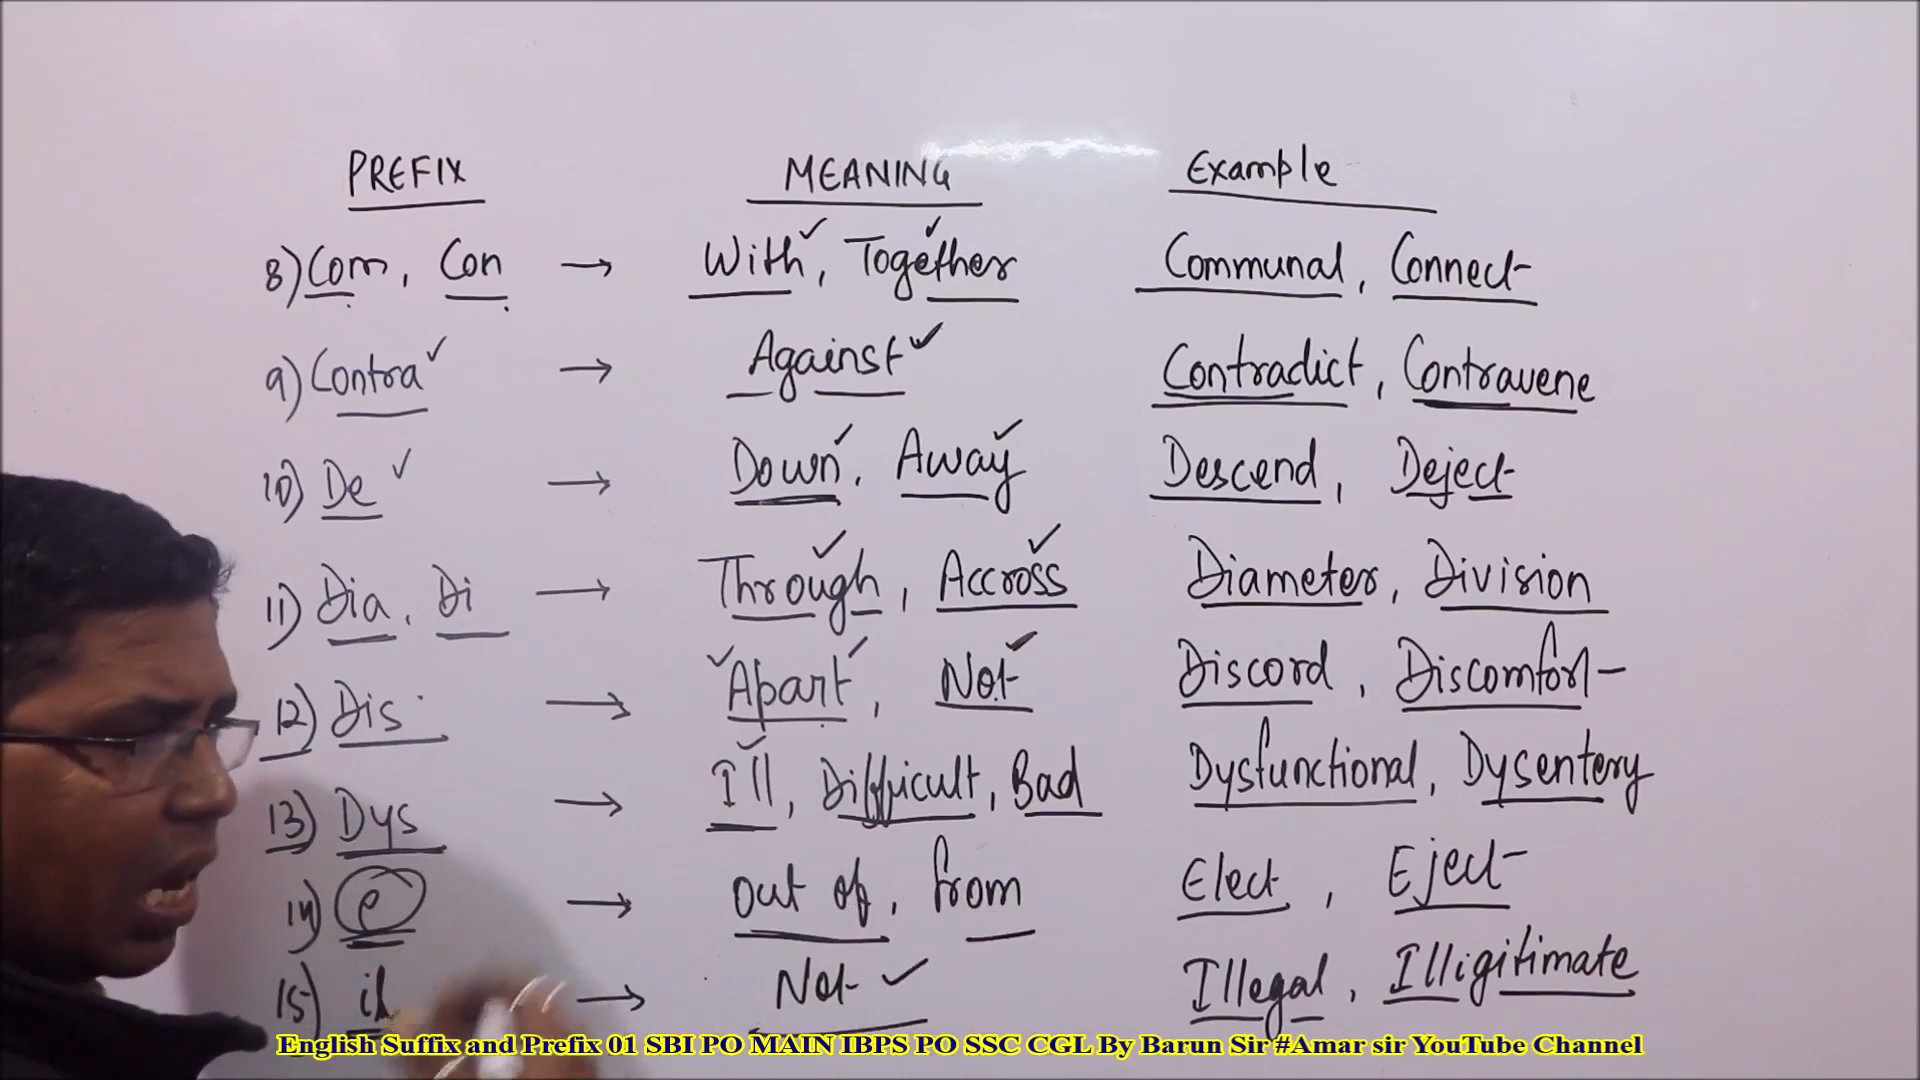 PREFIX MEANING Example
8) Com, Con → With ✓, Together ✓ Communal, Connect
9) Contra ✓ → Against ✓ Contradict, Contravene
10) De ✓ → Down ✓, Away ✓ Descend, Deject
11) Dia, Di → Through ✓, Accross ✓ Diameter, Division
12) Dis → ✓ Apart ✓, Not ✓ Discord, Discomfort
13) Dys → Ill ✓, Difficult, Bad Dysfunctional, Dysentery
14) e → out of, from Elect, Eject
15) il → Not ✓ Illegal, Illigitimate
English Suffix and Prefix 01 SBI PO MAIN IBPS PO SSC CGL By Barun Sir #Amar sir YouTube Channel